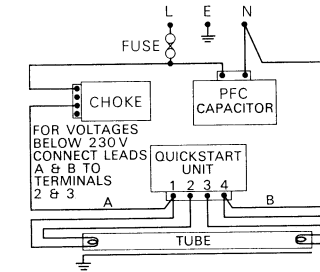 L E N
FUSE
CHOKE
PFC
CAPACITOR
FOR VOLTAGES
BELOW 230V
CONNECT LEADS
A & B TO
TERMINALS
2 & 3
QUICKSTART
UNIT
1 2 3 4
A
B
TUBE